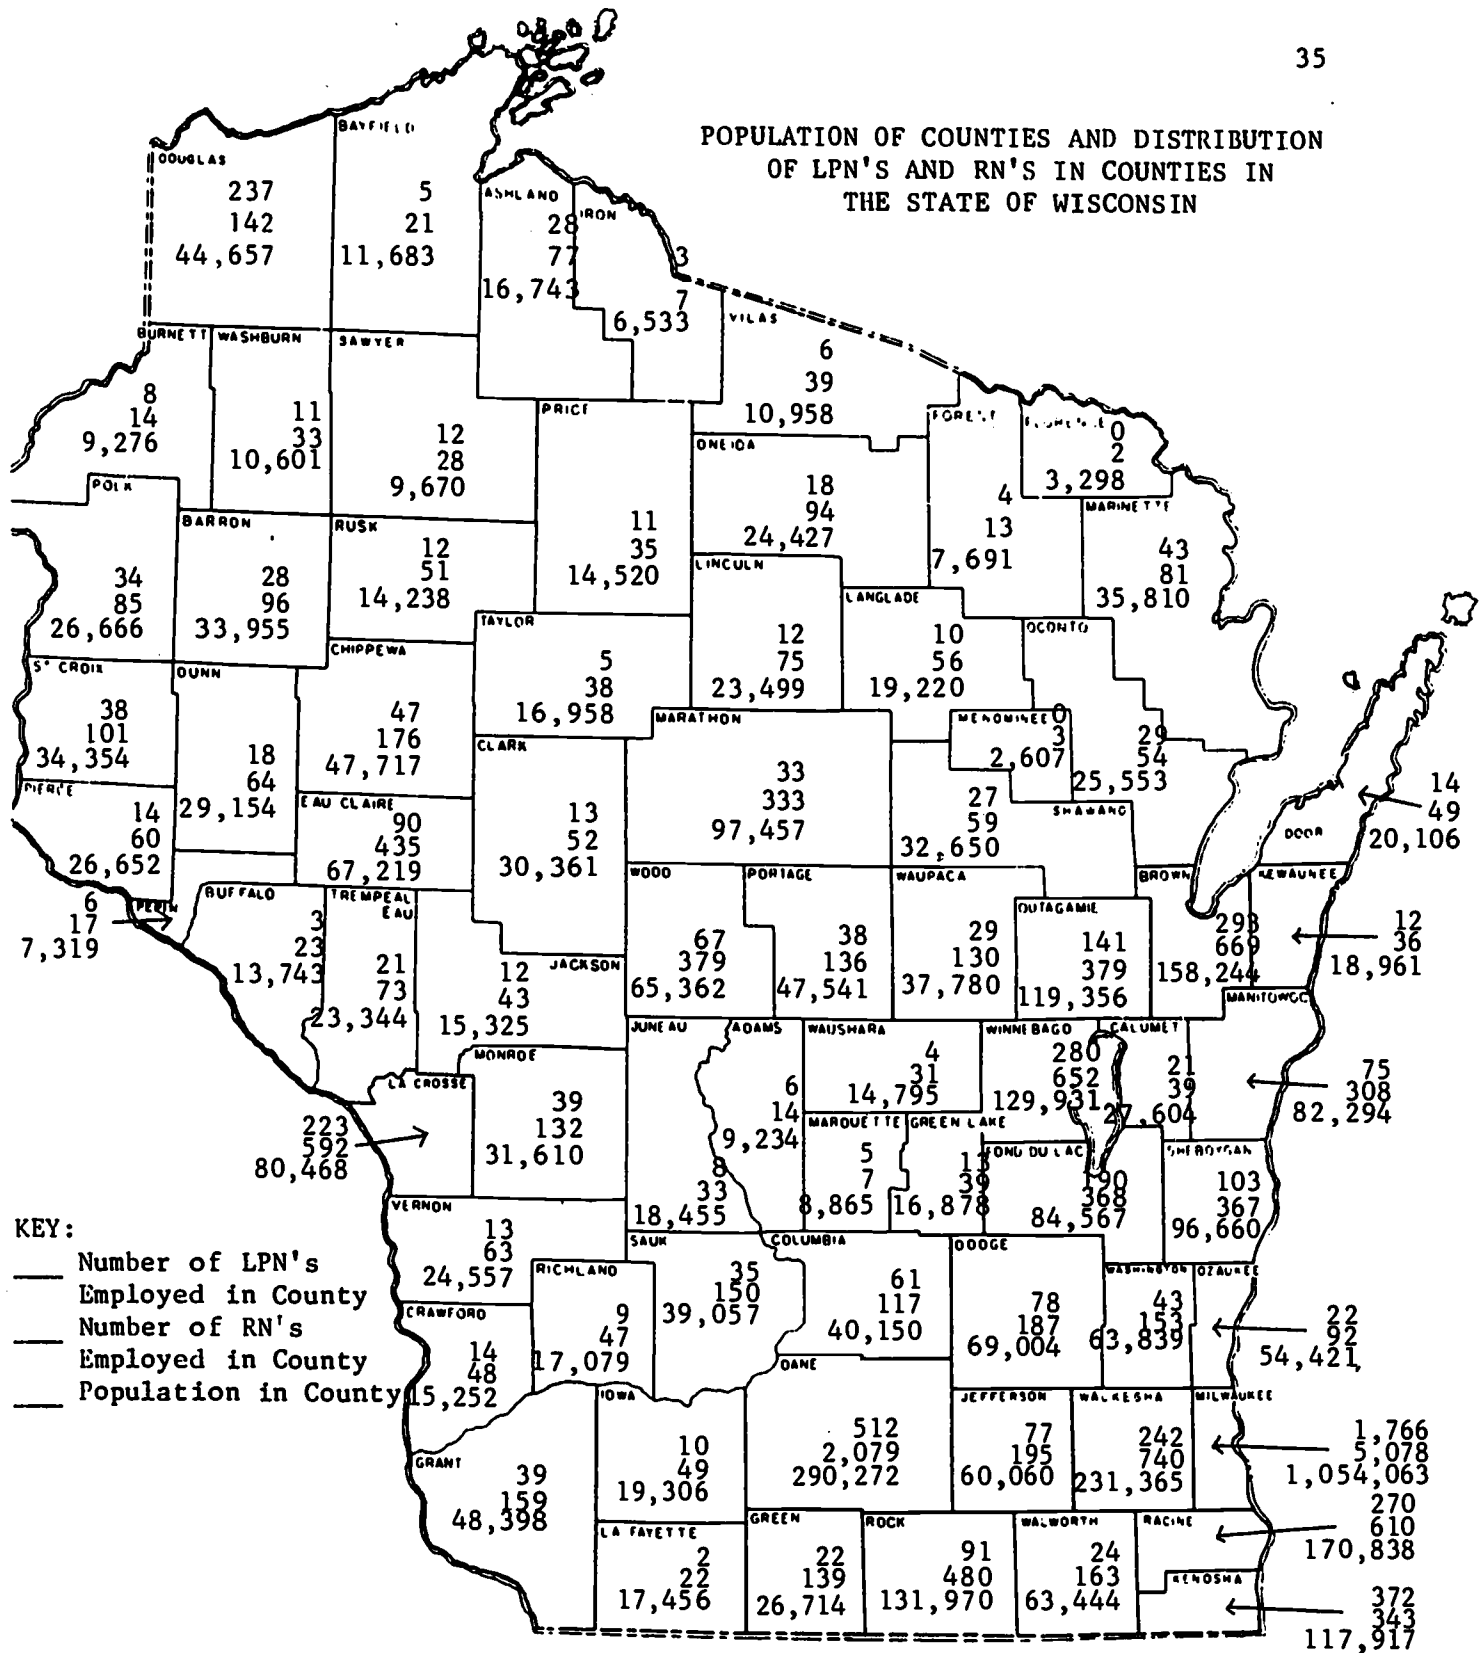 35
POPULATION OF COUNTIES AND DISTRIBUTION
OF LPN'S AND RN'S IN COUNTIES IN
THE STATE OF WISCONSIN
DOUGLAS
237
142
44,657
BAYFIELD
5
21
11,683
ASHLAND
28
77
16,743
IRON
3
7
6,533
VILAS
6
39
10,958
BURNETT
8
14
9,276
WASHBURN
11
33
10,601
SAWYER
12
28
9,670
PRICE
11
35
14,520
ONEIDA
18
94
24,427
FOREST
4
13
7,691
FLORENCE
0
2
3,298
MARINETTE
43
81
35,810
POLK
34
85
26,666
BARRON
28
96
33,955
RUSK
12
51
14,238
TAYLOR
5
38
16,958
LINCOLN
12
75
23,499
LANGLADE
10
56
19,220
OCONTO
29
54
25,553
MENOMINEE
0
3
2,607
ST CROIX
38
101
34,354
DUNN
18
64
29,154
CHIPPEWA
47
176
47,717
CLARK
13
52
30,361
MARATHON
33
333
97,457
SHAWANO
27
59
32,650
DOOR
14
49
20,106
PIERCE
14
60
26,652
EAU CLAIRE
90
435
67,219
PEPIN
6
17
7,319
BUFFALO
3
23
13,743
TREMPEAL
EAU
21
73
23,344
JACKSON
12
43
15,325
WOOD
67
379
65,362
PORTAGE
38
136
47,541
WAUPACA
29
130
37,780
OUTAGAMIE
141
379
119,356
BROWN
293
669
158,244
KEWAUNEE
12
36
18,961
MANITOWOC
75
308
82,294
LA CROSSE
223
592
80,468
MONROE
39
132
31,610
JUNEAU
8
33
18,455
ADAMS
6
14
9,234
WAUSHARA
4
31
14,795
WINNEBAGO
280
652
129,931
CALUMET
21
39
27,604
MARQUETTE
5
7
8,865
GREEN LAKE
13
39
16,878
FOND DU LAC
90
368
84,567
SHEBOYGAN
103
367
96,660
VERNON
13
63
24,557
RICHLAND
9
47
17,079
SAUK
35
150
39,057
COLUMBIA
61
117
40,150
DODGE
78
187
69,004
WASHINGTON
43
153
63,839
OZAUKEE
22
92
54,421
CRAWFORD
14
48
15,252
KEY:
Number of LPN's
Employed in County
Number of RN's
Employed in County
Population in County
GRANT
39
159
48,398
IOWA
10
49
19,306
DANE
512
2,079
290,272
JEFFERSON
77
195
60,060
WAUKESHA
242
740
231,365
MILWAUKEE
1,766
5,078
1,054,063
LA FAYETTE
2
22
17,456
GREEN
22
139
26,714
ROCK
91
480
131,970
WALWORTH
24
163
63,444
RACINE
270
610
170,838
KENOSHA
372
343
117,917